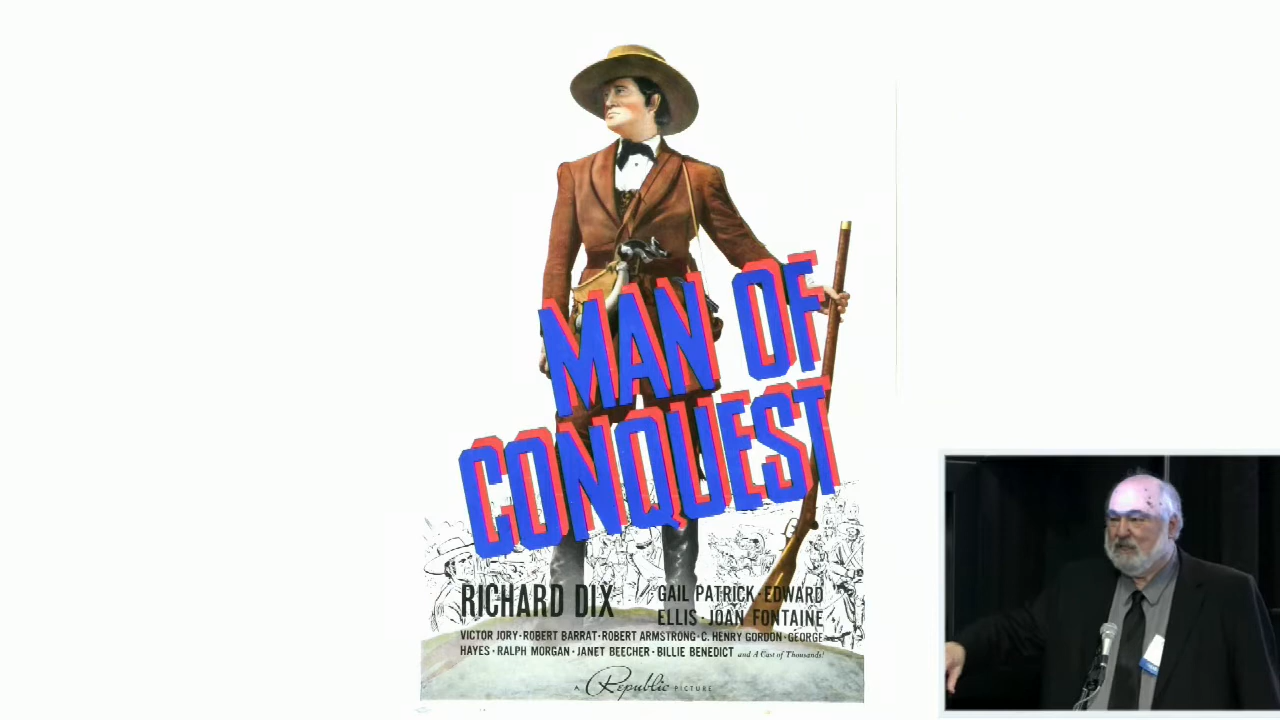 MAN OF
CONQUEST
RICHARD DIX
GAIL PATRICK · EDWARD
ELLIS · JOAN FONTAINE
VICTOR JORY · ROBERT BARRAT · ROBERT ARMSTRONG · C. HENRY GORDON · GEORGE
HAYES · RALPH MORGAN · JANET BEECHER · BILLIE BENEDICT and A Cast of Thousands!
A Republic PICTURE